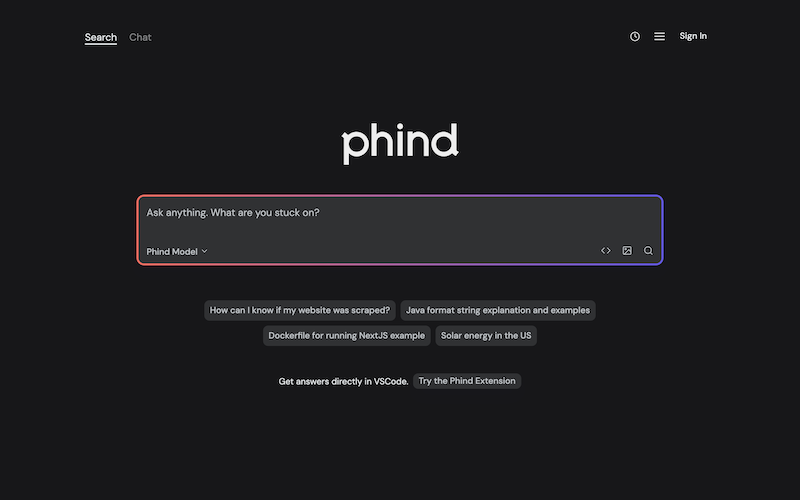 Search Chat Sign In
phind
Ask anything. What are you stuck on?
Phind Model
How can I know if my website was scraped? Java format string explanation and examples
Dockerfile for running NextJS example Solar energy in the US
Get answers directly in VSCode. Try the Phind Extension